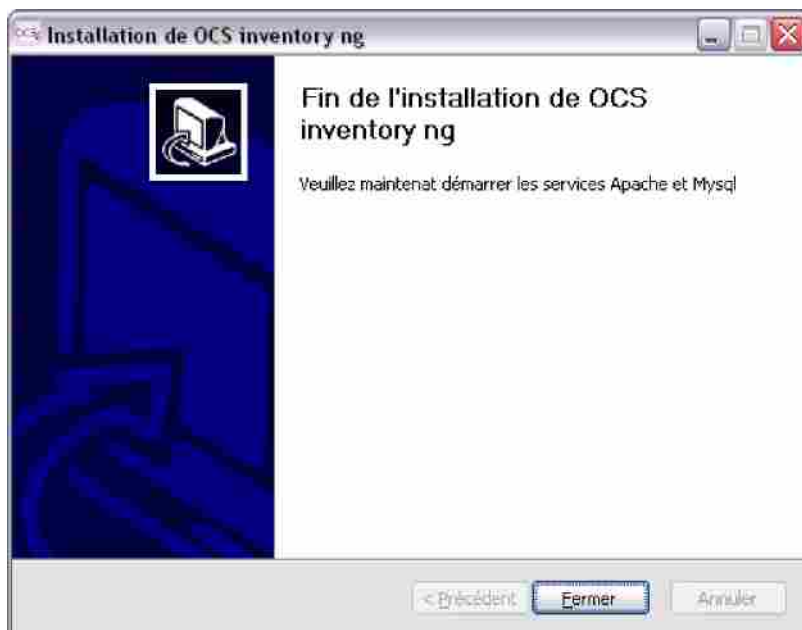 Installation de OCS inventory ng
Fin de l'installation de OCS
inventory ng
Veuillez maintenat démarrer les services Apache et Mysql
< Précédent
Fermer
Annuler